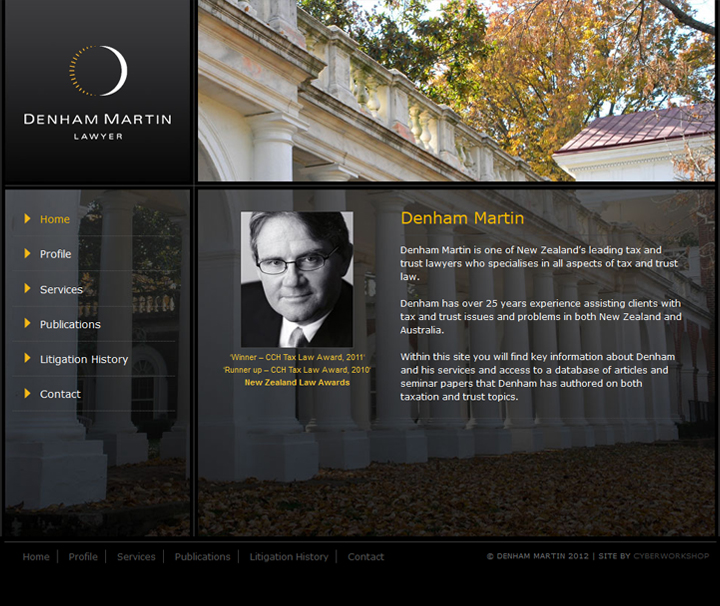 DENHAM MARTIN
LAWYER
Home
Profile
Services
Publications
Litigation History
Contact
'Winner – CCH Tax Law Award, 2011'
'Runner up – CCH Tax Law Award, 2010'
New Zealand Law Awards
Denham Martin
Denham Martin is one of New Zealand's leading tax and
trust lawyers who specialises in all aspects of tax and trust
law.
Denham has over 25 years experience assisting clients with
tax and trust issues and problems in both New Zealand and
Australia.
Within this site you will find key information about Denham
and his services and access to a database of articles and
seminar papers that Denham has authored on both
taxation and trust topics.
Home | Profile | Services | Publications | Litigation History | Contact
© DENHAM MARTIN 2012 | SITE BY CYBERWORKSHOP